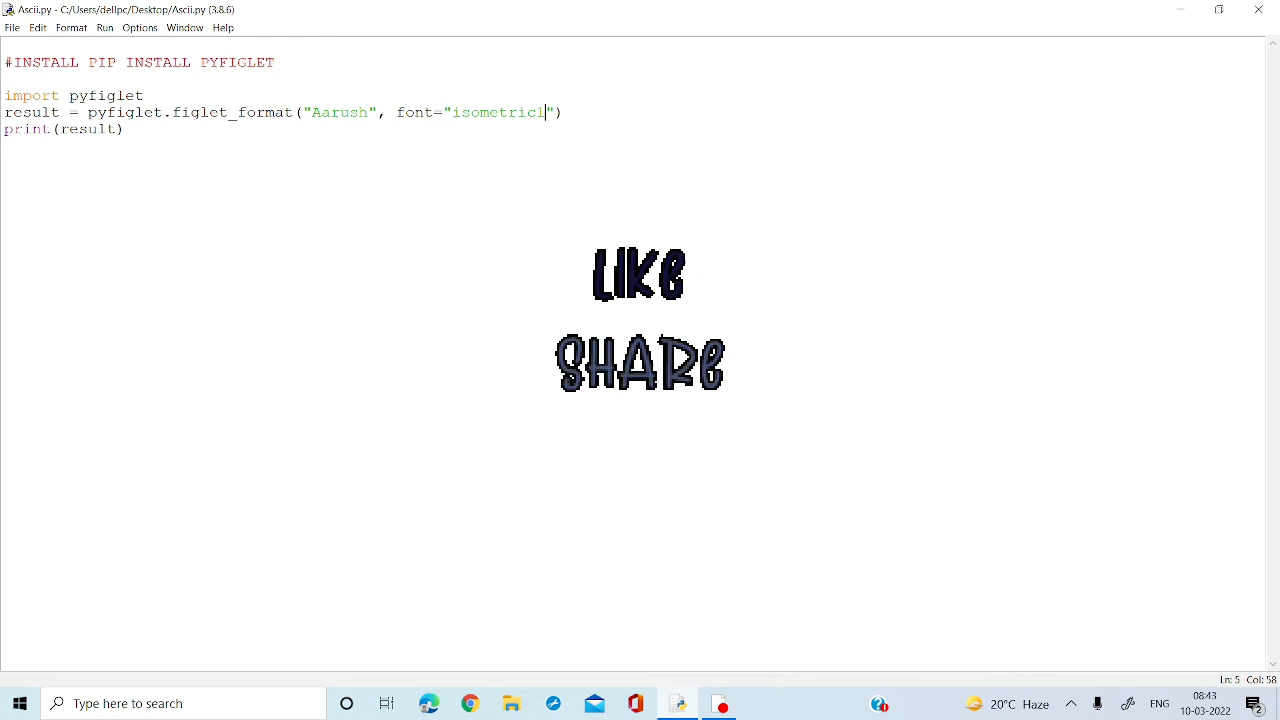 Ascii.py - C:/Users/dellpc/Desktop/Ascii.py (3.8.6)
File Edit Format Run Options Window Help
#INSTALL PIP INSTALL PYFIGLET
import pyfiglet
result = pyfiglet.figlet_format("Aarush", font="isometric1")
print(result)
LIKE
SHARE
Ln: 5 Col: 58
Type here to search
20°C Haze
ENG
08:43
10-03-2022
2